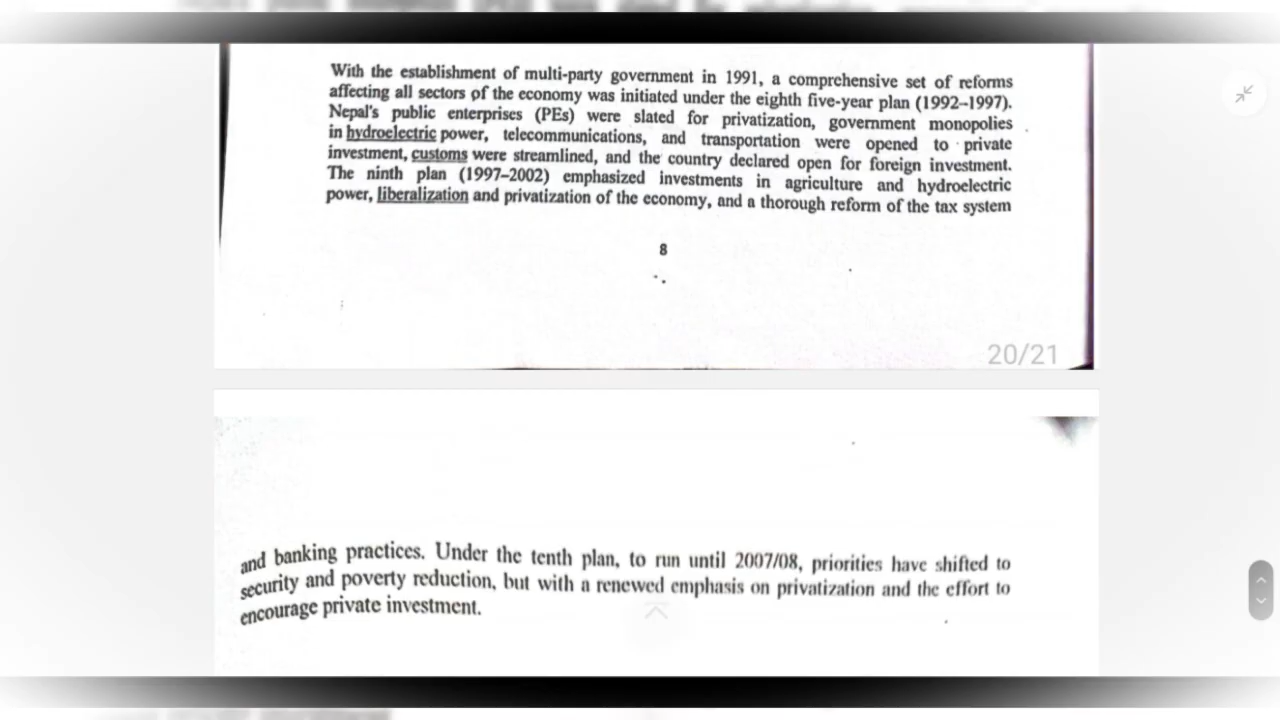 With the establishment of multi-party government in 1991, a comprehensive set of reforms
affecting all sectors of the economy was initiated under the eighth five-year plan (1992–1997).
Nepal's public enterprises (PEs) were slated for privatization, government monopolies
in hydroelectric power, telecommunications, and transportation were opened to private
investment, customs were streamlined, and the country declared open for foreign investment.
The ninth plan (1997–2002) emphasized investments in agriculture and hydroelectric
power, liberalization and privatization of the economy, and a thorough reform of the tax system
8
20/21
and banking practices. Under the tenth plan, to run until 2007/08, priorities have shifted to
security and poverty reduction, but with a renewed emphasis on privatization and the effort to
encourage private investment.